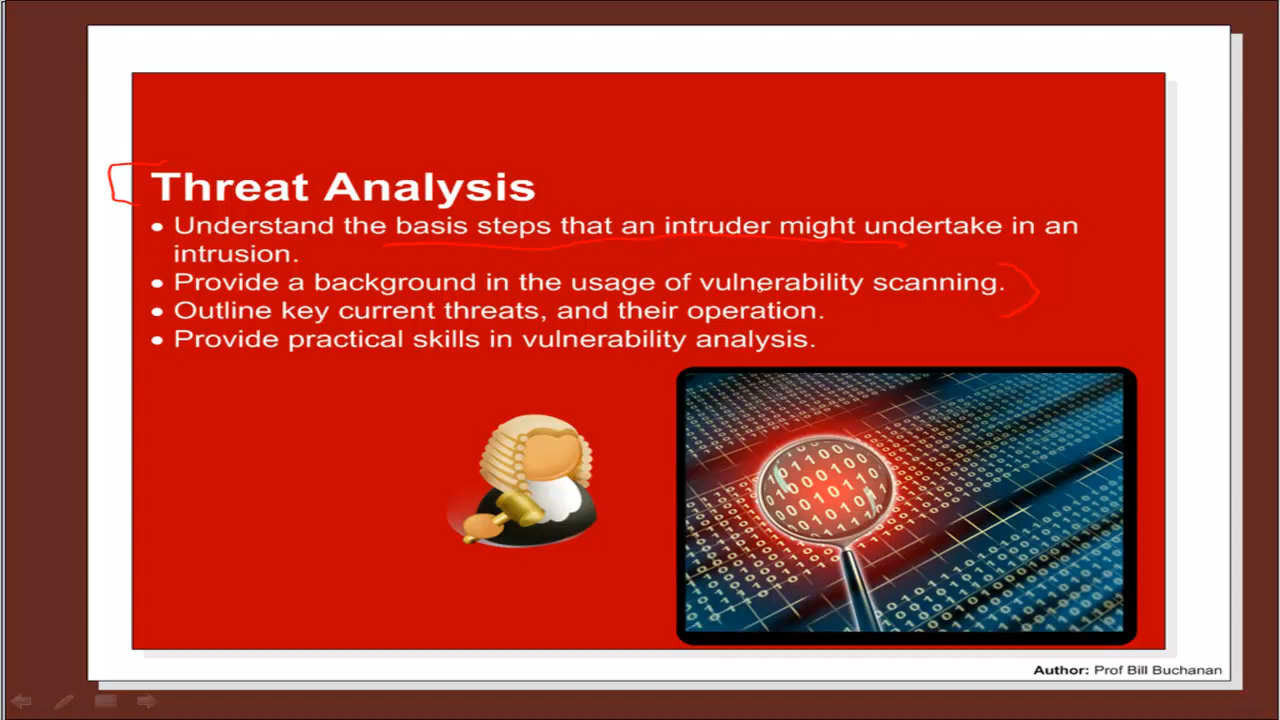 Threat Analysis
• Understand the basis steps that an intruder might undertake in an
intrusion.
• Provide a background in the usage of vulnerability scanning.
• Outline key current threats, and their operation.
• Provide practical skills in vulnerability analysis.
Author: Prof Bill Buchanan